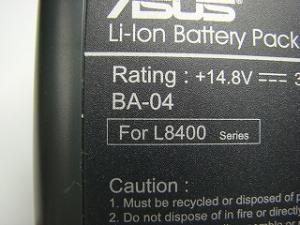 ASUS
Li-Ion Battery Pack
Rating : +14.8V
BA-04
For L8400 Series
Caution :
1. Must be recycled or disposed of p
2. Do not dispose of in fire or directly